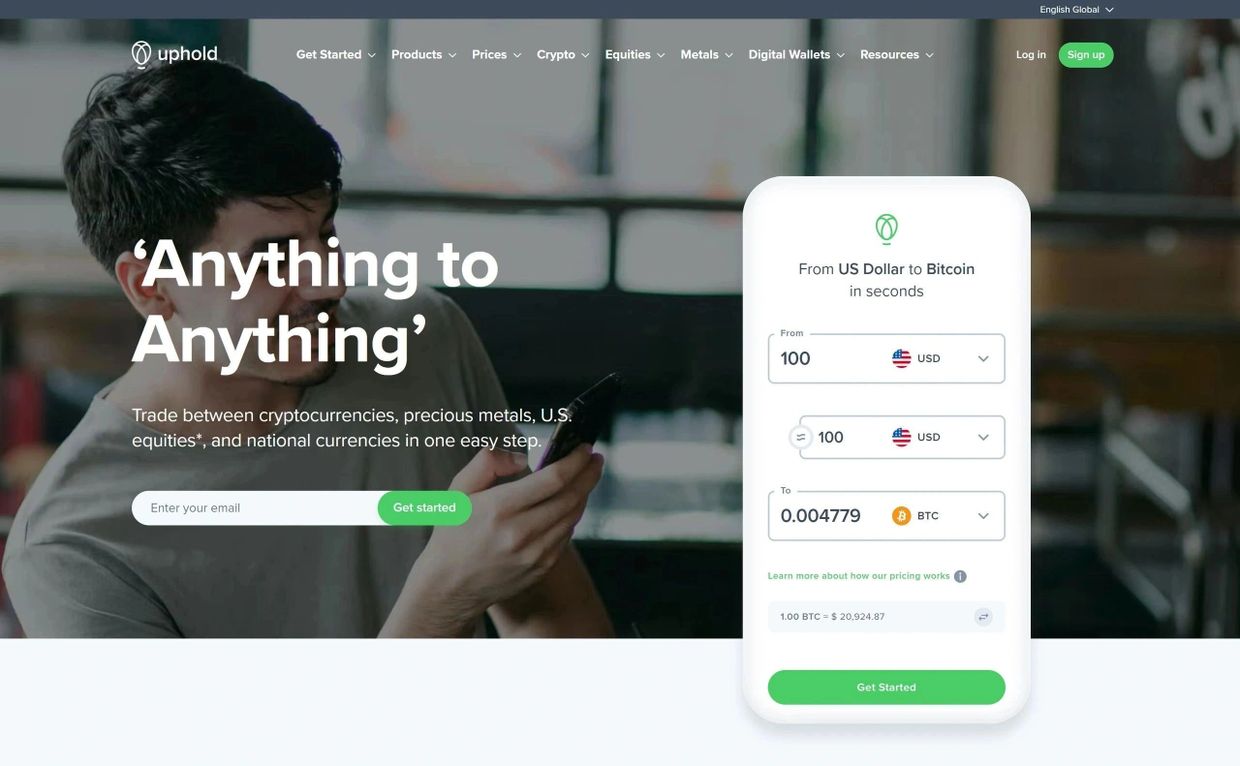 English Global
uphold
Get Started
Products
Prices
Crypto
Equities
Metals
Digital Wallets
Resources
Log in
Sign up
‘Anything to
Anything’
Trade between cryptocurrencies, precious metals, U.S.
equities*, and national currencies in one easy step.
Enter your email
Get started
From US Dollar to Bitcoin
in seconds
From
100
USD
100
USD
To
0.004779
BTC
Learn more about how our pricing works
1.00 BTC = $ 20,924.87
Get Started